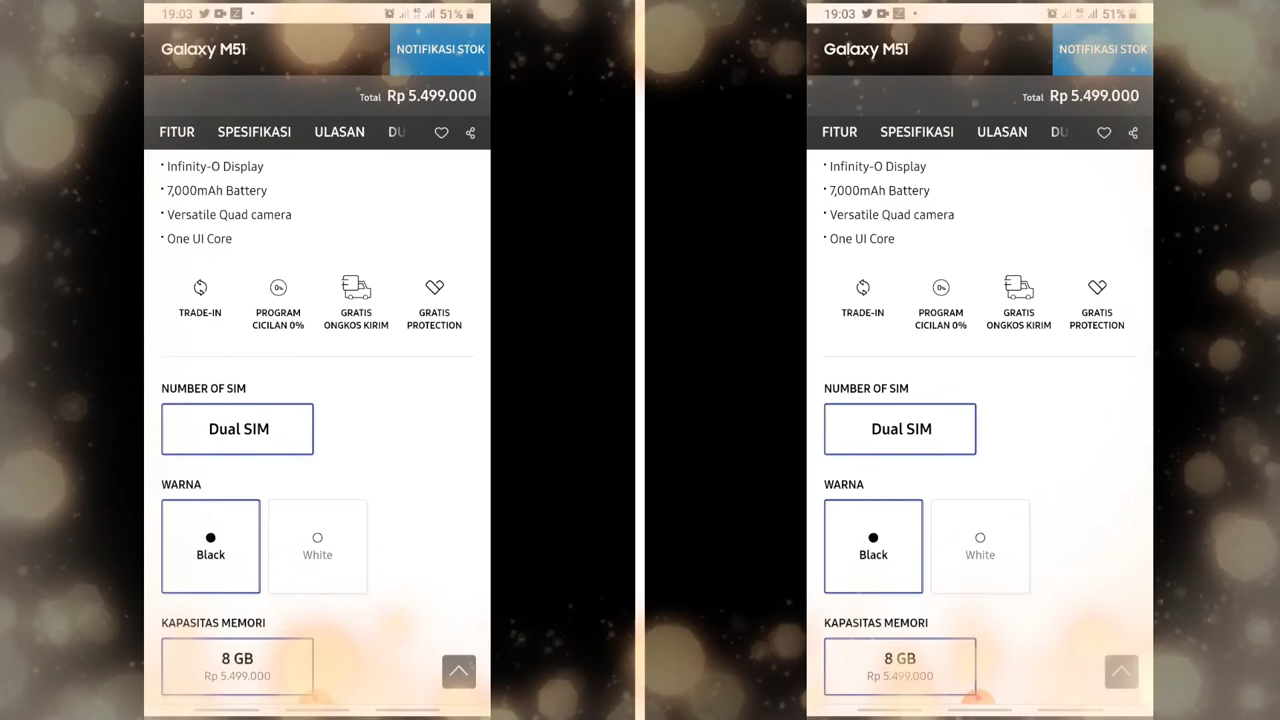 19:03
51%
Galaxy M51
NOTIFIKASI STOK
Total Rp 5.499.000
FITUR SPESIFIKASI ULASAN DU
· Infinity-O Display
· 7,000mAh Battery
· Versatile Quad camera
· One UI Core
0%
TRADE-IN
PROGRAM
CICILAN 0%
GRATIS
ONGKOS KIRIM
GRATIS
PROTECTION
NUMBER OF SIM
Dual SIM
WARNA
Black
White
KAPASITAS MEMORI
8 GB
Rp 5.499.000
19:03
51%
Galaxy M51
NOTIFIKASI STOK
Total Rp 5.499.000
FITUR SPESIFIKASI ULASAN DU
· Infinity-O Display
· 7,000mAh Battery
· Versatile Quad camera
· One UI Core
0%
TRADE-IN
PROGRAM
CICILAN 0%
GRATIS
ONGKOS KIRIM
GRATIS
PROTECTION
NUMBER OF SIM
Dual SIM
WARNA
Black
White
KAPASITAS MEMORI
8 GB
Rp 5.499.000